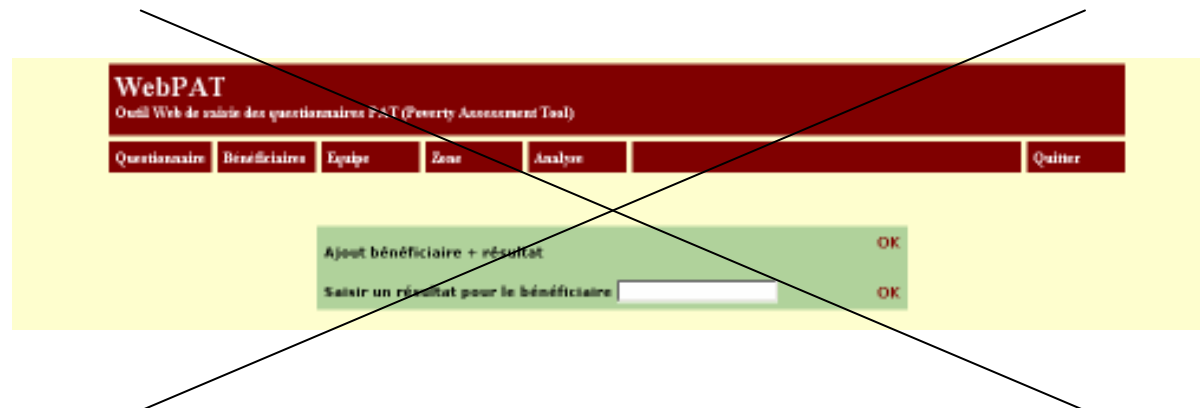 WebPAT
Outil Web de saisie des questionnaires PAT (Poverty Assessment Tool)
Questionnaire Bénéficiaires Equipe Zone Analyse Quitter
Ajout bénéficiaire + résultat OK
Saisir un résultat pour le bénéficiaire OK